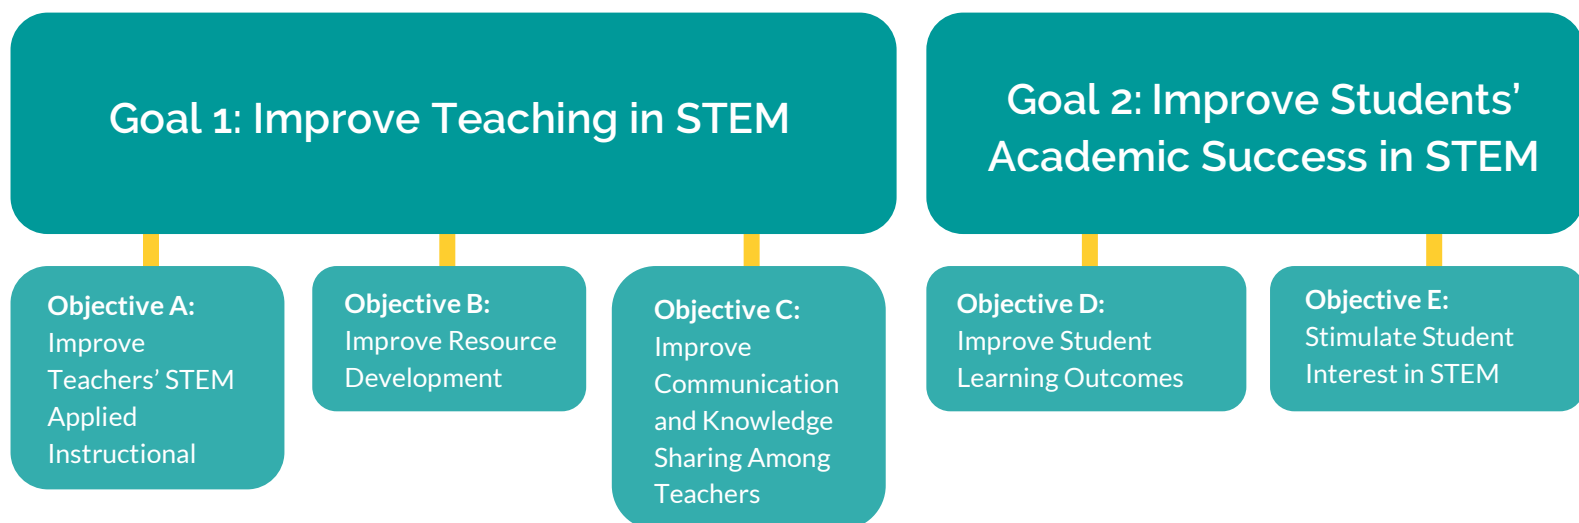 Goal 1: Improve Teaching in STEM
Goal 2: Improve Students’
Academic Success in STEM
Objective A:
Improve
Teachers’ STEM
Applied
Instructional
Objective B:
Improve Resource
Development
Objective C:
Improve
Communication
and Knowledge
Sharing Among
Teachers
Objective D:
Improve Student
Learning Outcomes
Objective E:
Stimulate Student
Interest in STEM